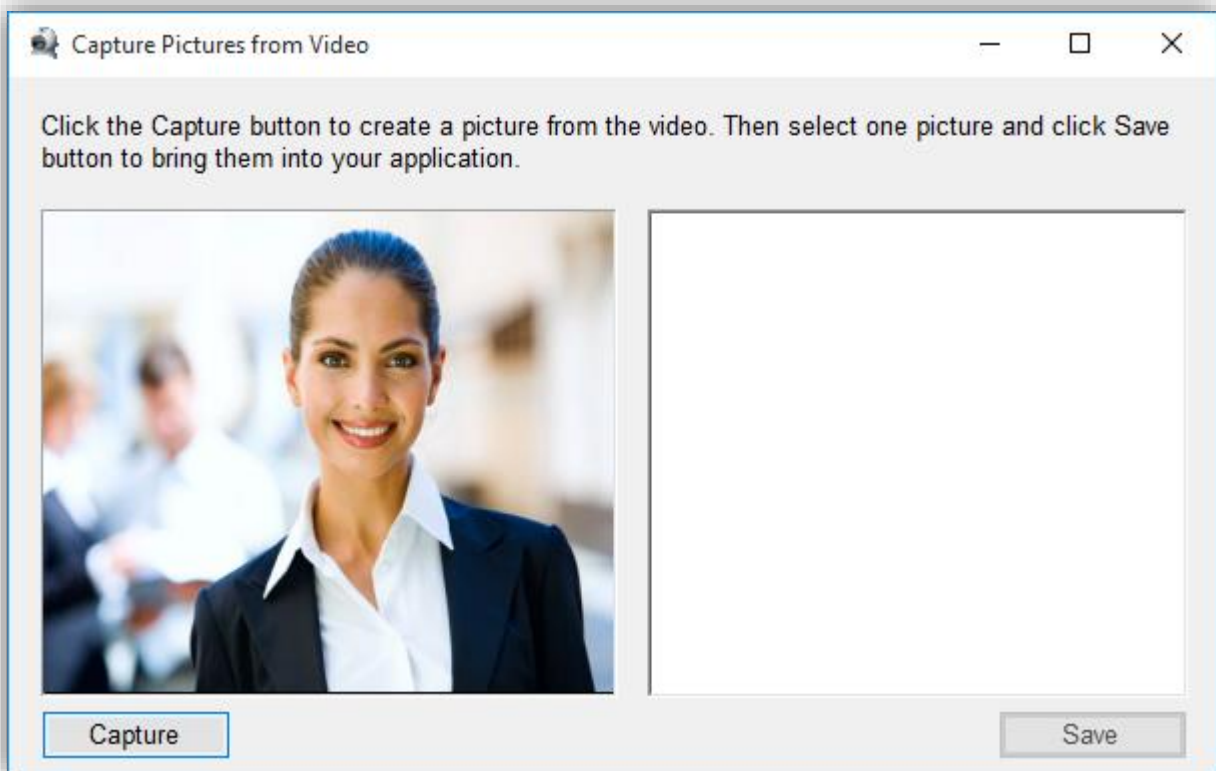 Capture Pictures from Video
Click the Capture button to create a picture from the video. Then select one picture and click Save
button to bring them into your application.
Capture
Save